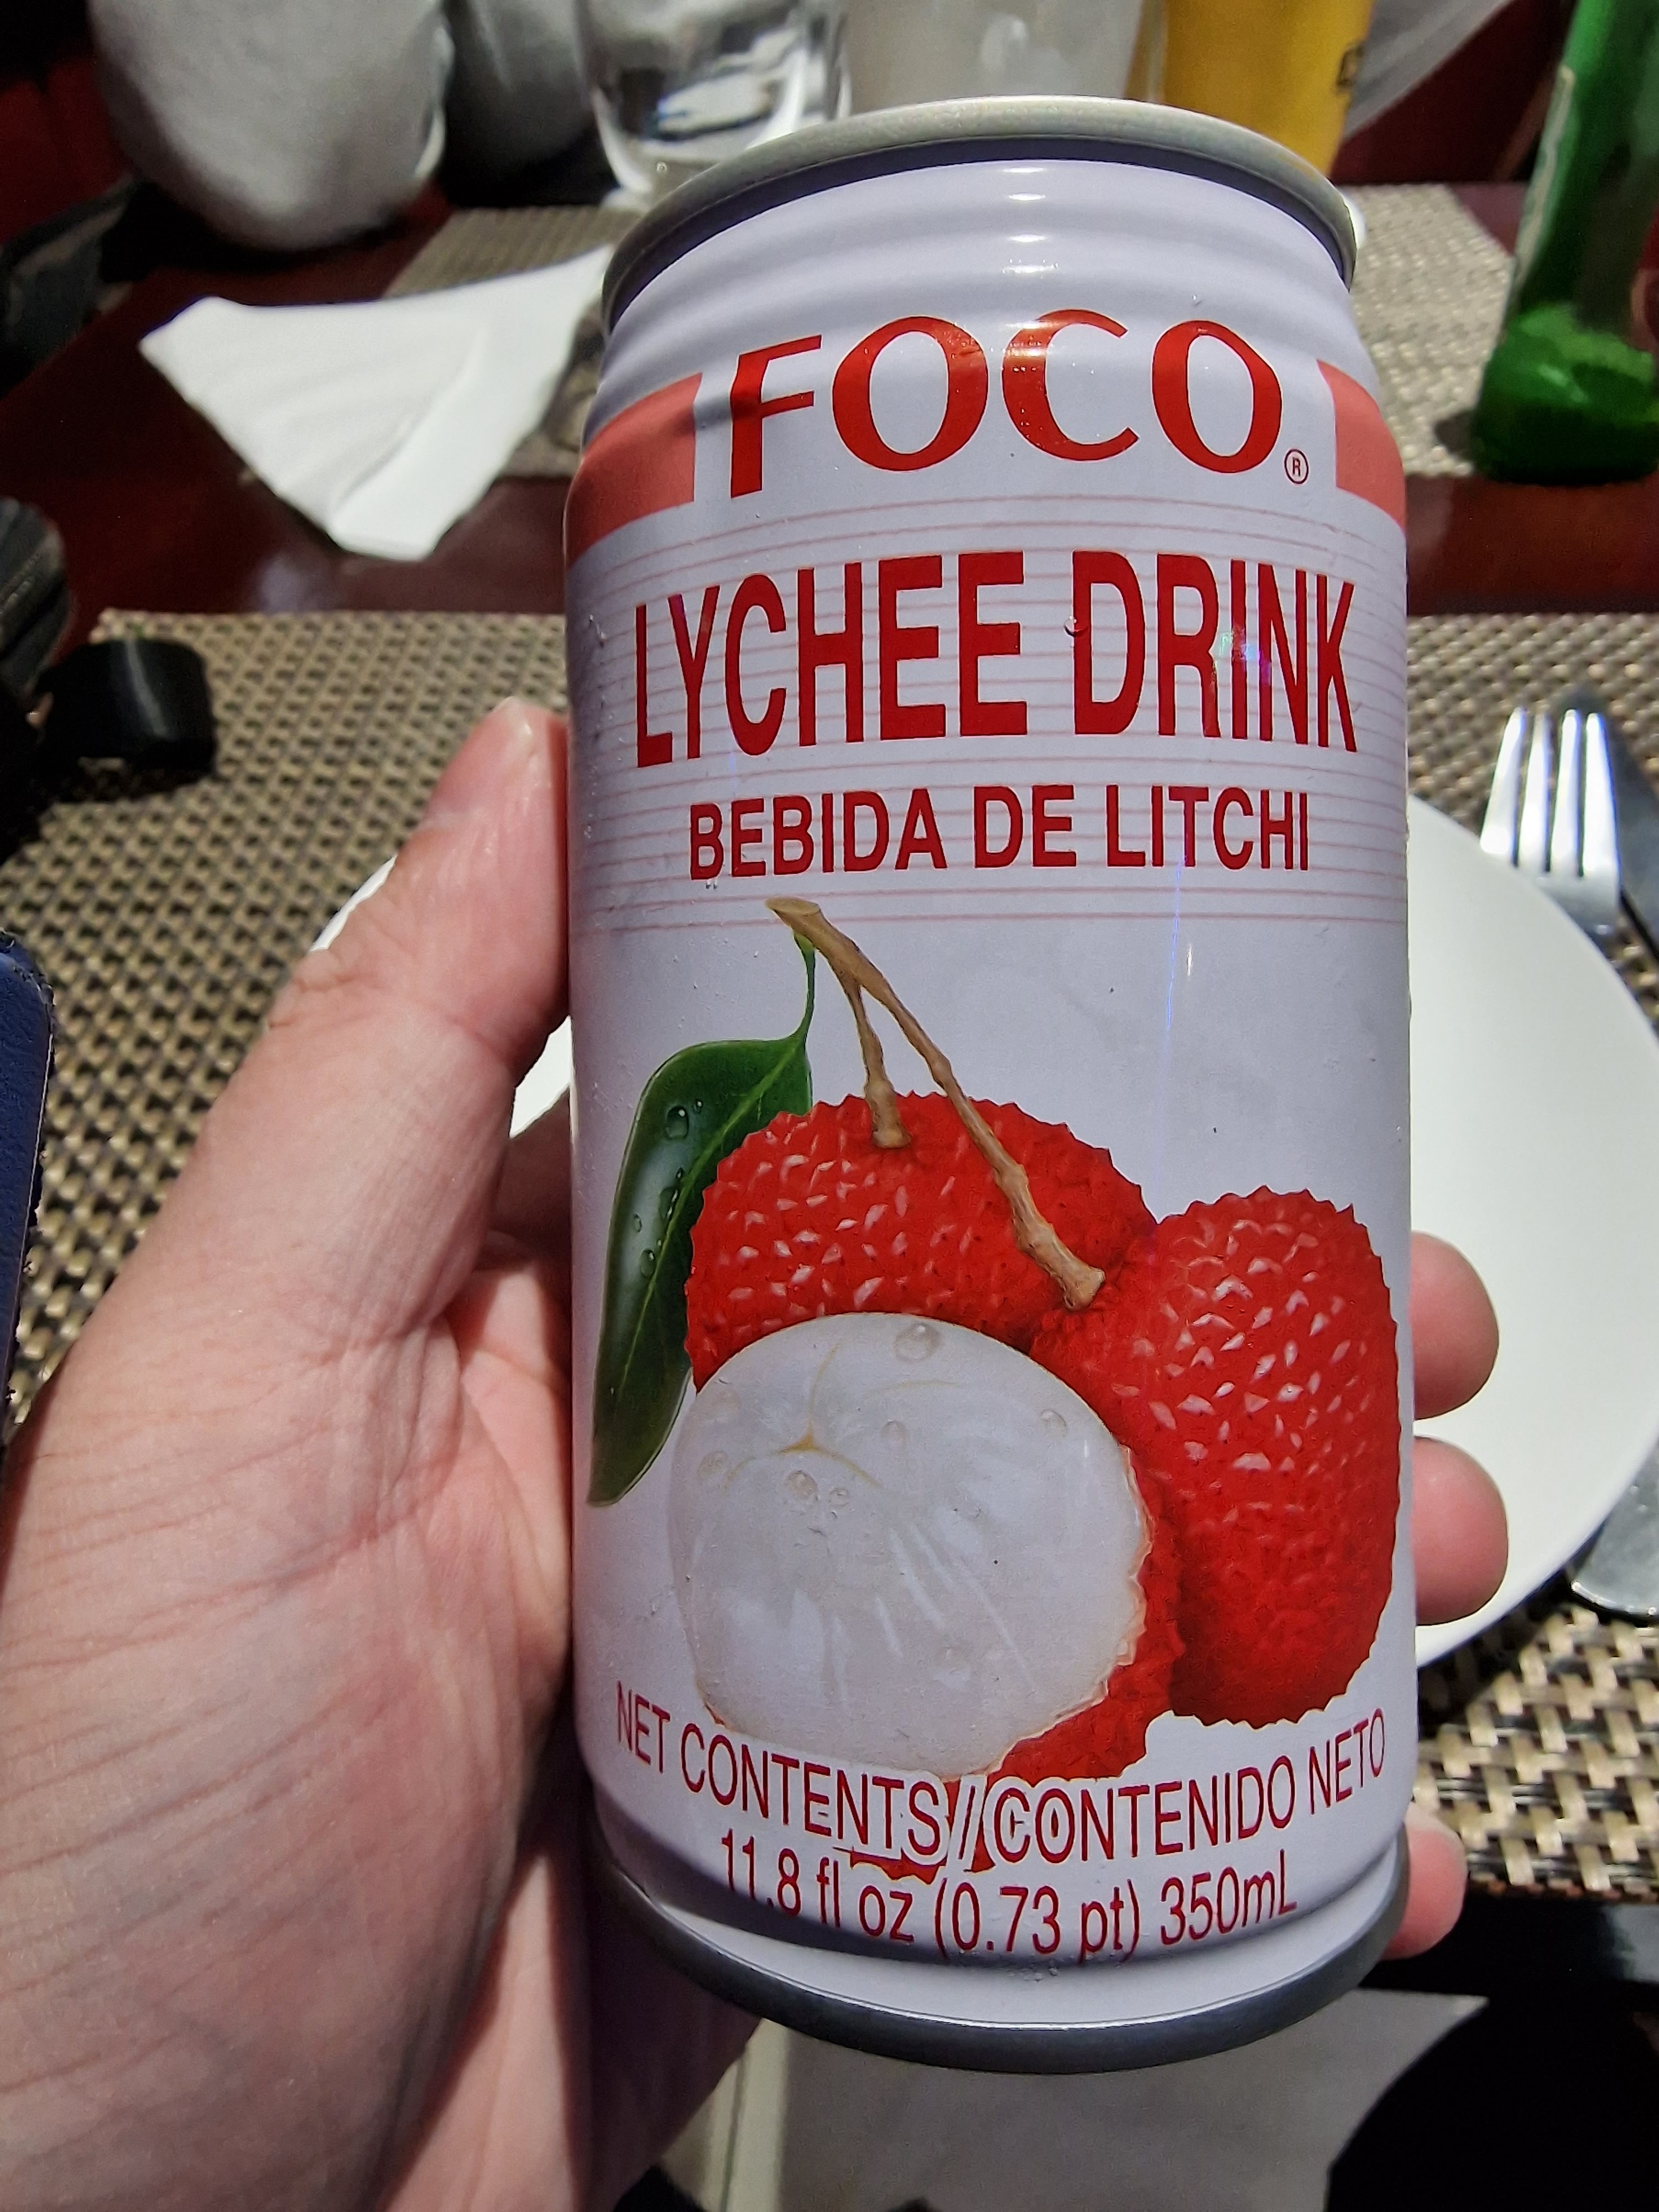 FOCO®
LYCHEE DRINK
BEBIDA DE LITCHI
NET CONTENTS//CONTENIDO NETO
11.8 fl oz (0.73 pt) 350mL